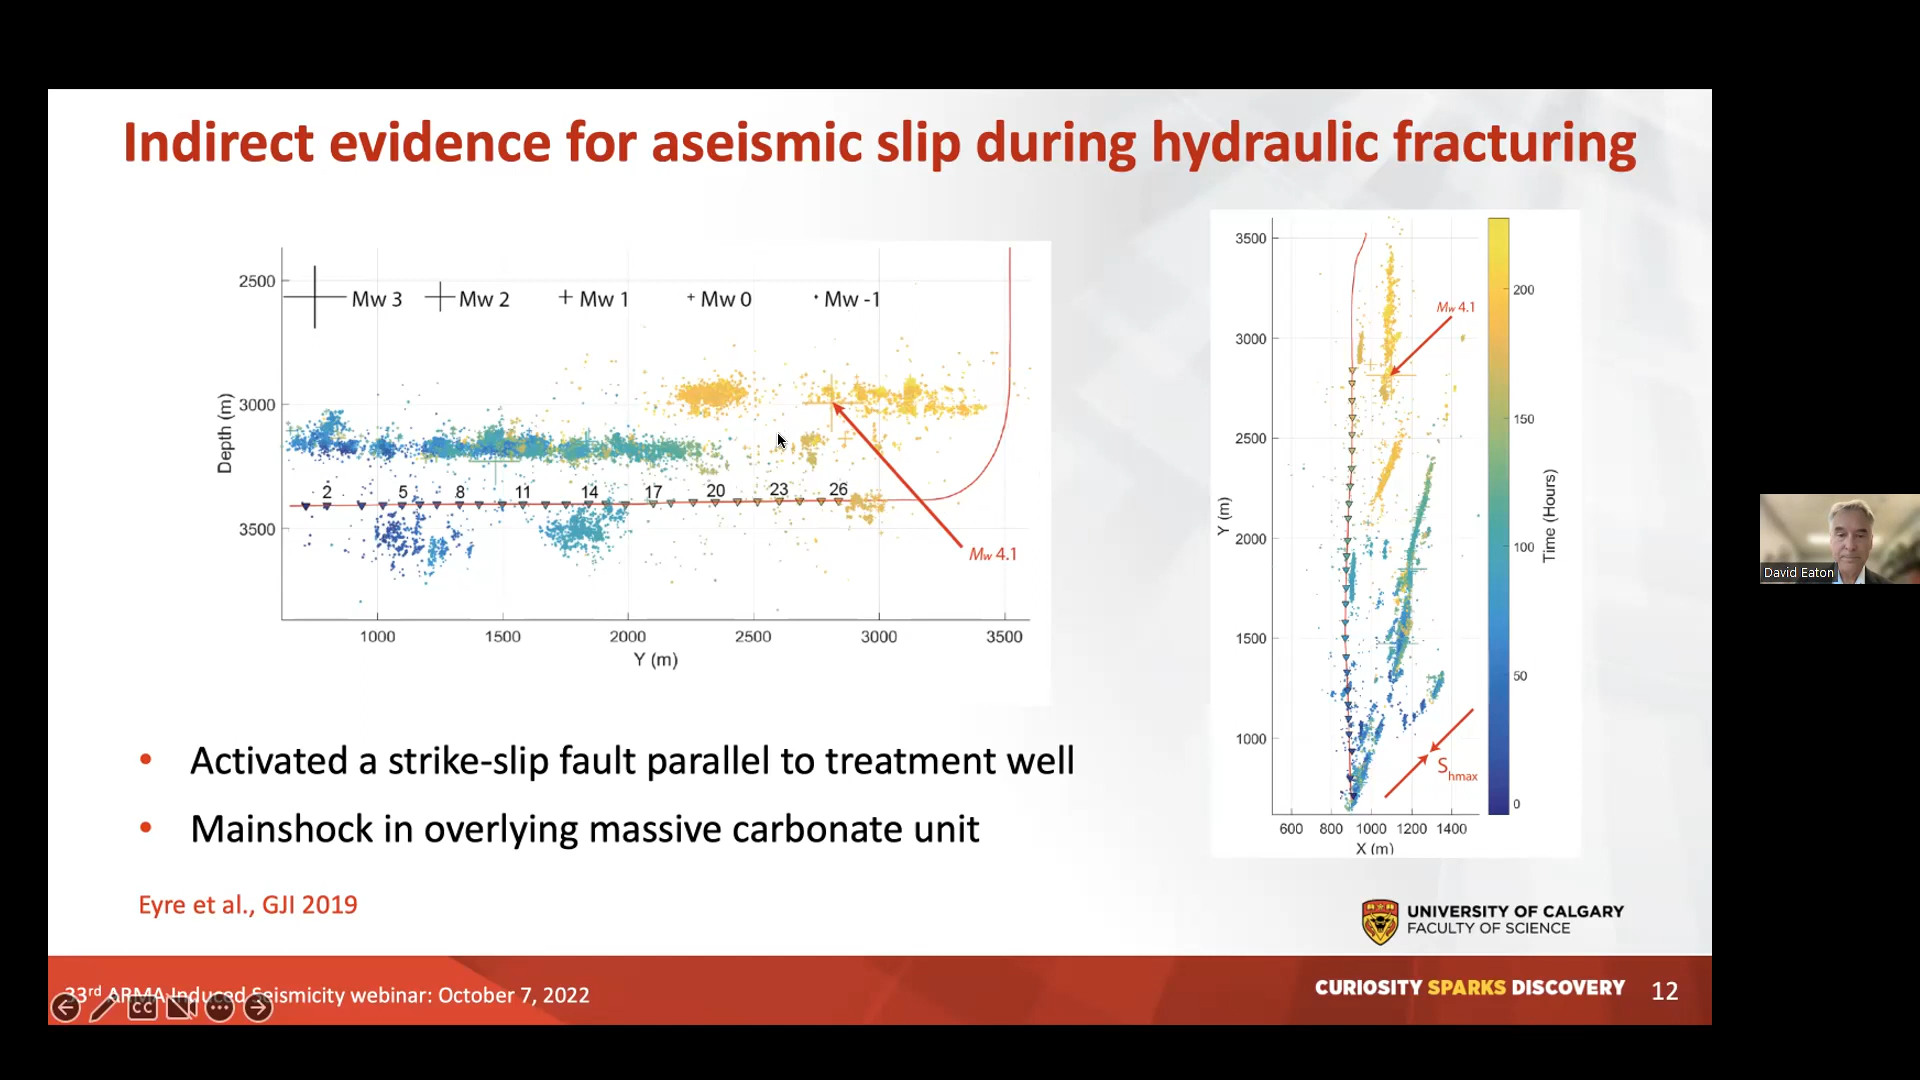 Indirect evidence for aseismic slip during hydraulic fracturing
2500
3000
3500
Depth (m)
Mw 3
Mw 2
Mw 1
Mw 0
Mw -1
2
5
8
11
14
17
20
23
26
Mw 4.1
1000
1500
2000
2500
3000
3500
Y (m)
3500
3000
2500
2000
1500
1000
Y (m)
Mw 4.1
Shmax
600
800
1000
1200
1400
X (m)
200
150
100
50
0
Time (Hours)
• Activated a strike-slip fault parallel to treatment well
• Mainshock in overlying massive carbonate unit
Eyre et al., GJI 2019
UNIVERSITY OF CALGARY
FACULTY OF SCIENCE
33rd ARMA Induced Seismicity webinar: October 7, 2022
CC
CURIOSITY SPARKS DISCOVERY
12
David Eaton